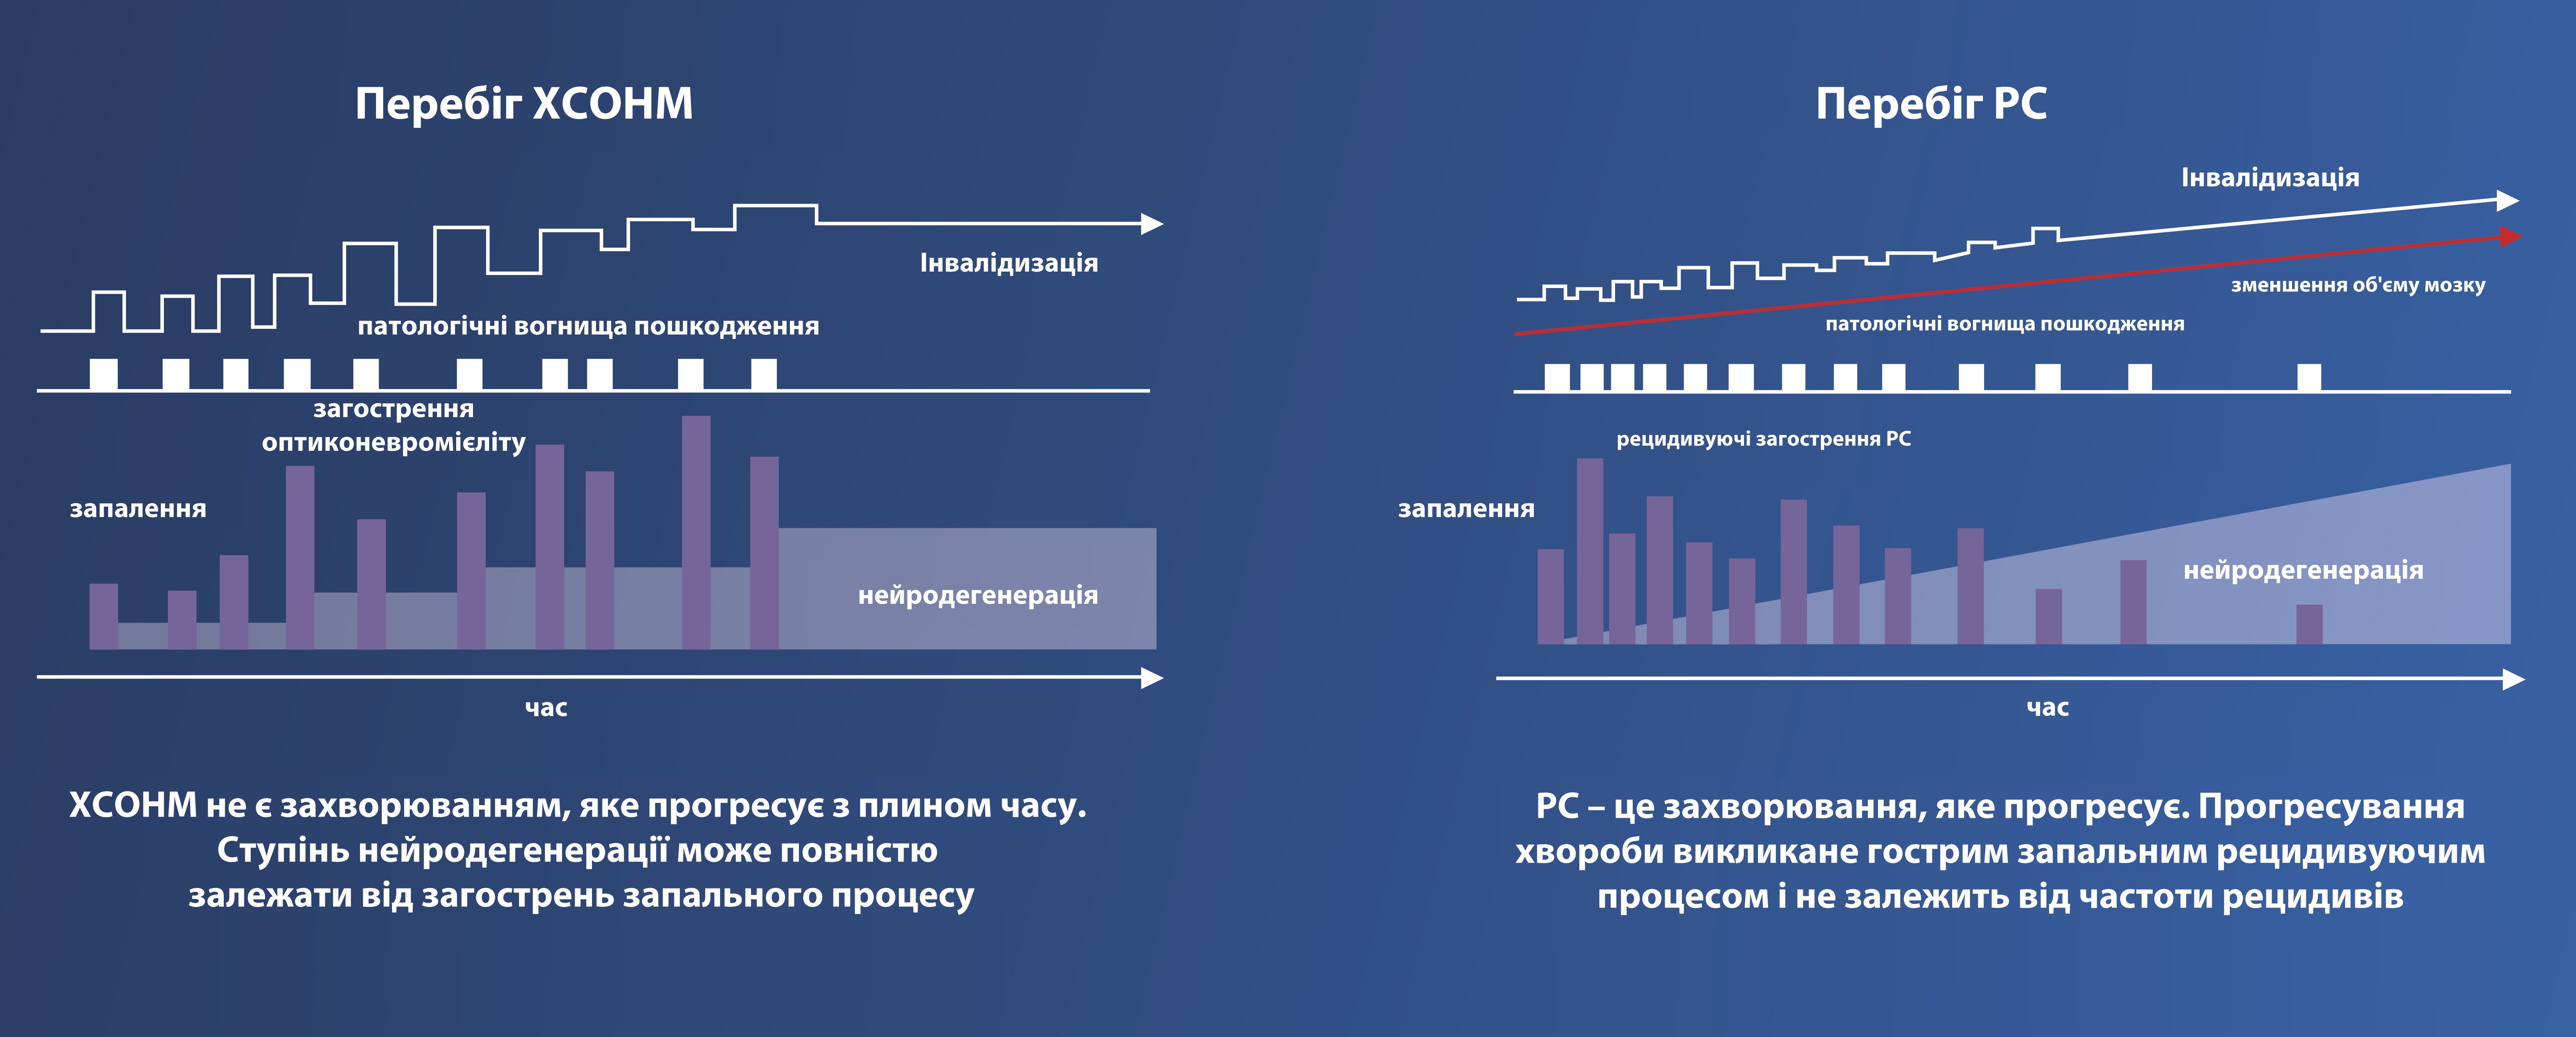 Перебіг ХСОНМ
Інвалідизація
патологічні вогнища пошкодження
загострення
оптиконевромієліту
запалення
нейродегенерація
час
ХСОНМ не є захворюванням, яке прогресує з плином часу.
Ступінь нейродегенерації може повністю
залежати від загострень запального процесу
Перебіг РС
Інвалідизація
зменшення об'єму мозку
патологічні вогнища пошкодження
рецидивуючі загострення РС
запалення
нейродегенерація
час
РС – це захворювання, яке прогресує. Прогресування
хвороби викликане гострим запальним рецидивуючим
процесом і не залежить від частоти рецидивів